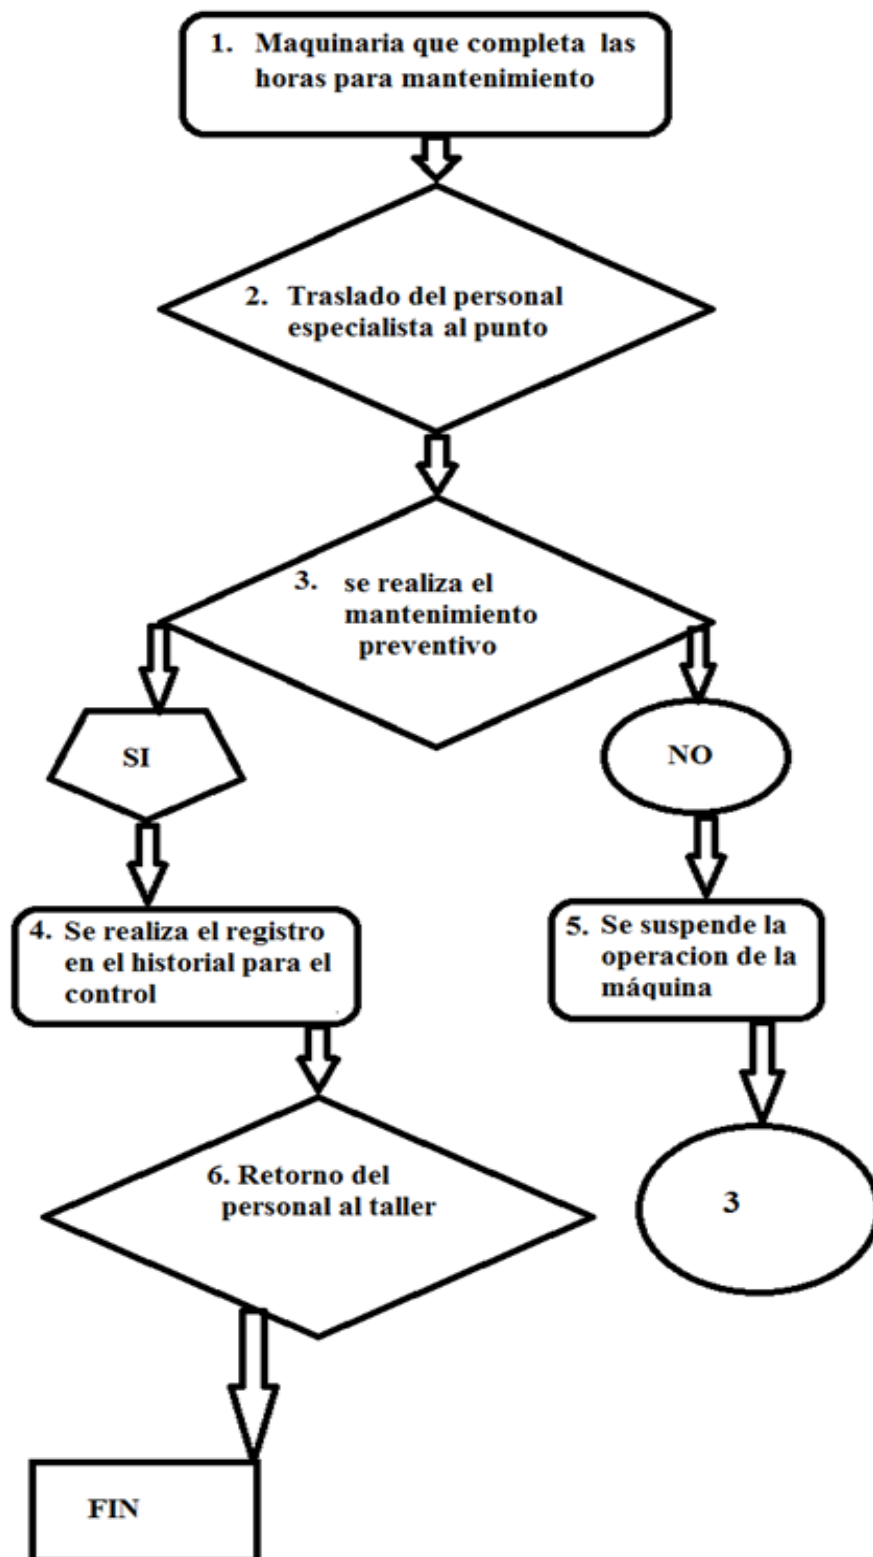 1. Maquinaria que completa las
horas para mantenimiento
2. Traslado del personal
especialista al punto
3. se realiza el
mantenimiento
preventivo
SI
NO
4. Se realiza el registro
en el historial para el
control
5. Se suspende la
operacion de la
máquina
6. Retorno del
personal al taller
3
FIN